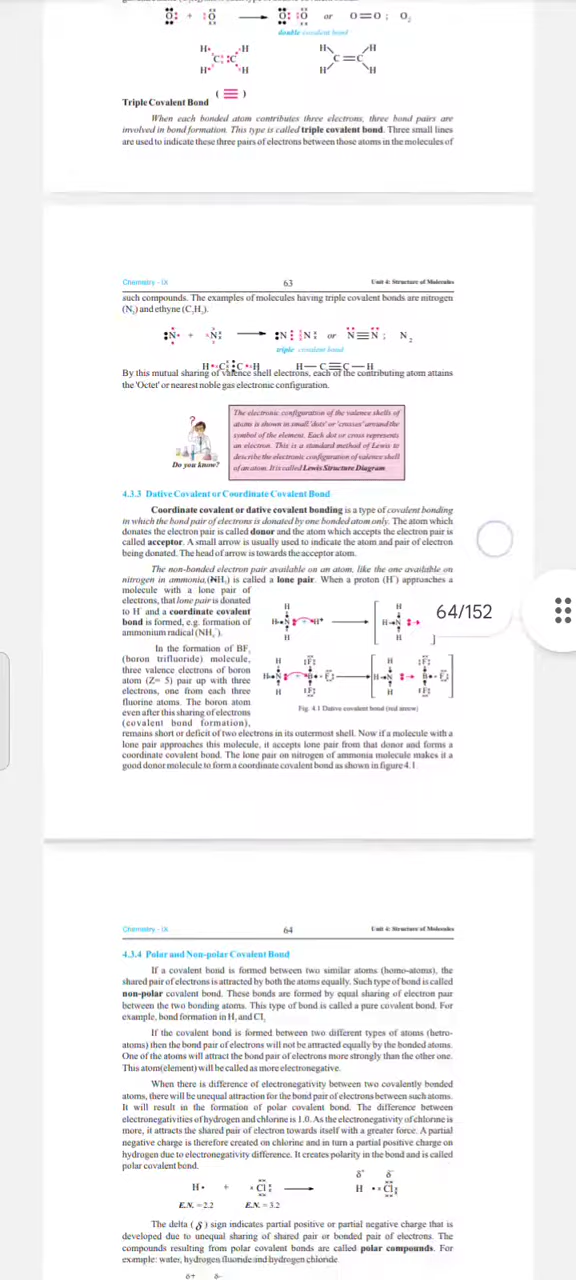 double covalent bond
Triple Covalent Bond
When each bonded atom contributes three electrons, three bond pairs are
involved in bond formation. This type is called triple covalent bond. Three small lines
are used to indicate these three pairs of electrons between those atoms in the molecules of
Chemistry - IX 63 Unit 4: Structure of Molecules
such compounds. The examples of molecules having triple covalent bonds are nitrogen
(N₂) and ethyne (C₂H₂).
triple covalent bond
H—C≡C—H
By this mutual sharing of valence shell electrons, each of the contributing atom attains
the 'Octet' or nearest noble gas electronic configuration.
The electronic configuration of the valence shells of
atoms is shown in small 'dots' or 'crosses' around the
symbol of the element. Each dot or cross represents
an electron. This is a standard method of Lewis to
describe the electronic configuration of valence shell
of an atom. It is called Lewis Structure Diagram
Do you know?
4.3.3 Dative Covalent or Coordinate Covalent Bond
Coordinate covalent or dative covalent bonding is a type of covalent bonding
in which the bond pair of electrons is donated by one bonded atom only. The atom which
donates the electron pair is called donor and the atom which accepts the electron pair is
called acceptor. A small arrow is usually used to indicate the atom and pair of electron
being donated. The head of arrow is towards the acceptor atom.
The non-bonded electron pair available on an atom, like the one available on
nitrogen in ammonia, (NH₃) is called a lone pair. When a proton (H⁺) approaches a
molecule with a lone pair of
electrons, that lone pair is donated
to H⁺ and a coordinate covalent
bond is formed, e.g. formation of
ammonium radical (NH₄⁺).
64/152
In the formation of BF₃
(boron trifluoride) molecule,
three valence electrons of boron
atom (Z= 5) pair up with three
electrons, one from each three
fluorine atoms. The boron atom
even after this sharing of electrons
(covalent bond formation),
Fig. 4.1 Dative covalent bond (red arrow)
remains short or deficit of two electrons in its outermost shell. Now if a molecule with a
lone pair approaches this molecule, it accepts lone pair from that donor and forms a
coordinate covalent bond. The lone pair on nitrogen of ammonia molecule makes it a
good donor molecule to form a coordinate covalent bond as shown in figure 4.1
Chemistry - IX 64 Unit 4: Structure of Molecules
4.3.4 Polar and Non-polar Covalent Bond
If a covalent bond is formed between two similar atoms (homo-atoms), the
shared pair of electrons is attracted by both the atoms equally. Such type of bond is called
non-polar covalent bond. These bonds are formed by equal sharing of electron pair
between the two bonding atoms. This type of bond is called a pure covalent bond. For
example, bond formation in H₂ and Cl₂
If the covalent bond is formed between two different types of atoms (hetro-
atoms) then the bond pair of electrons will not be attracted equally by the bonded atoms.
One of the atoms will attract the bond pair of electrons more strongly than the other one.
This atom(element) will be called as more electronegative.
When there is difference of electronegativity between two covalently bonded
atoms, there will be unequal attraction for the bond pair of electrons between such atoms.
It will result in the formation of polar covalent bond. The difference between
electronegativities of hydrogen and chlorine is 1.0. As the electronegativity of chlorine is
more, it attracts the shared pair of electron towards itself with a greater force. A partial
negative charge is therefore created on chlorine and in turn a partial positive charge on
hydrogen due to electronegativity difference. It creates polarity in the bond and is called
polar covalent bond.
E.N. = 2.2 E.N. = 3.2
The delta (δ) sign indicates partial positive or partial negative charge that is
developed due to unequal sharing of shared pair or bonded pair of electrons. The
compounds resulting from polar covalent bonds are called polar compounds. For
example: water, hydrogen fluoride and hydrogen chloride
δ+ δ-